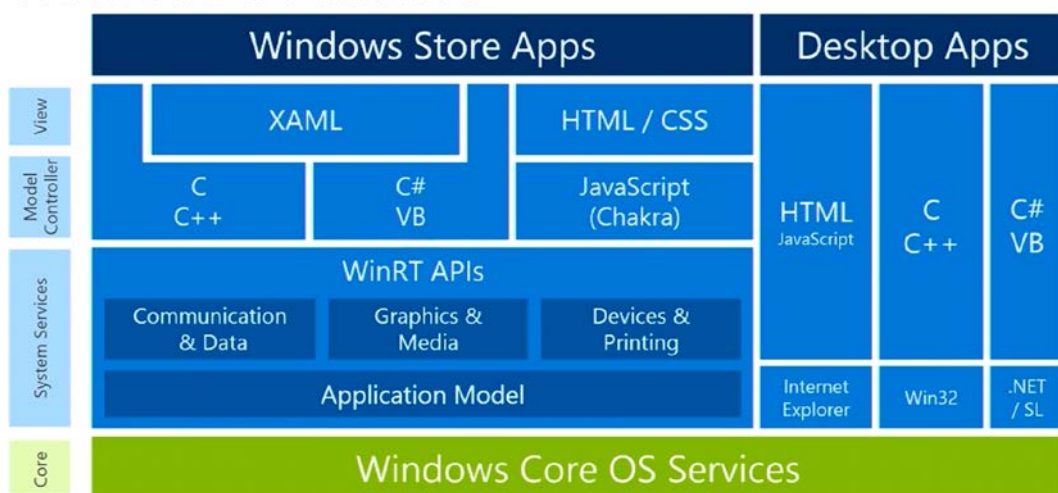 Windows Store Apps
Desktop Apps
View
XAML
HTML / CSS
Model
Controller
C
C++
C#
VB
JavaScript
(Chakra)
HTML
JavaScript
C
C++
C#
VB
System Services
WinRT APIs
Communication
& Data
Graphics &
Media
Devices &
Printing
Application Model
Internet
Explorer
Win32
.NET
/ SL
Core
Windows Core OS Services